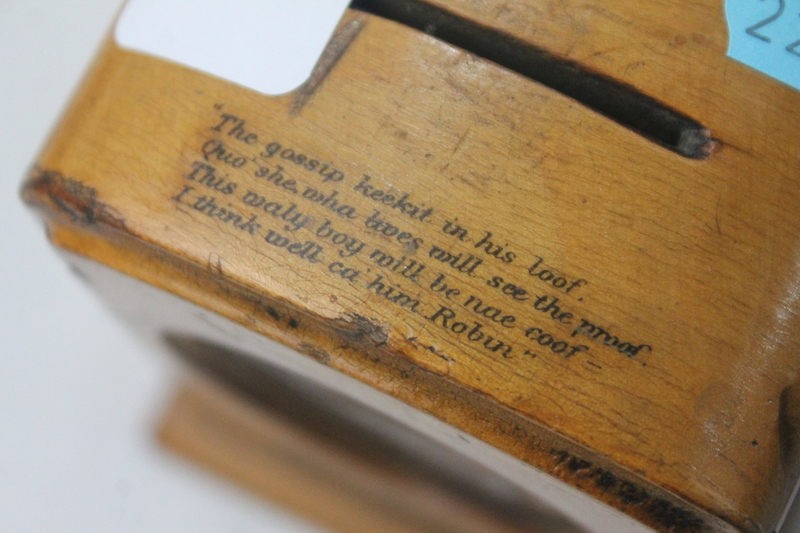 "The gossip keekit in his loof.
Quo' she, wha lives will see the proof.
This waly boy will be nae coof—
I think well ca' him Robin"
22